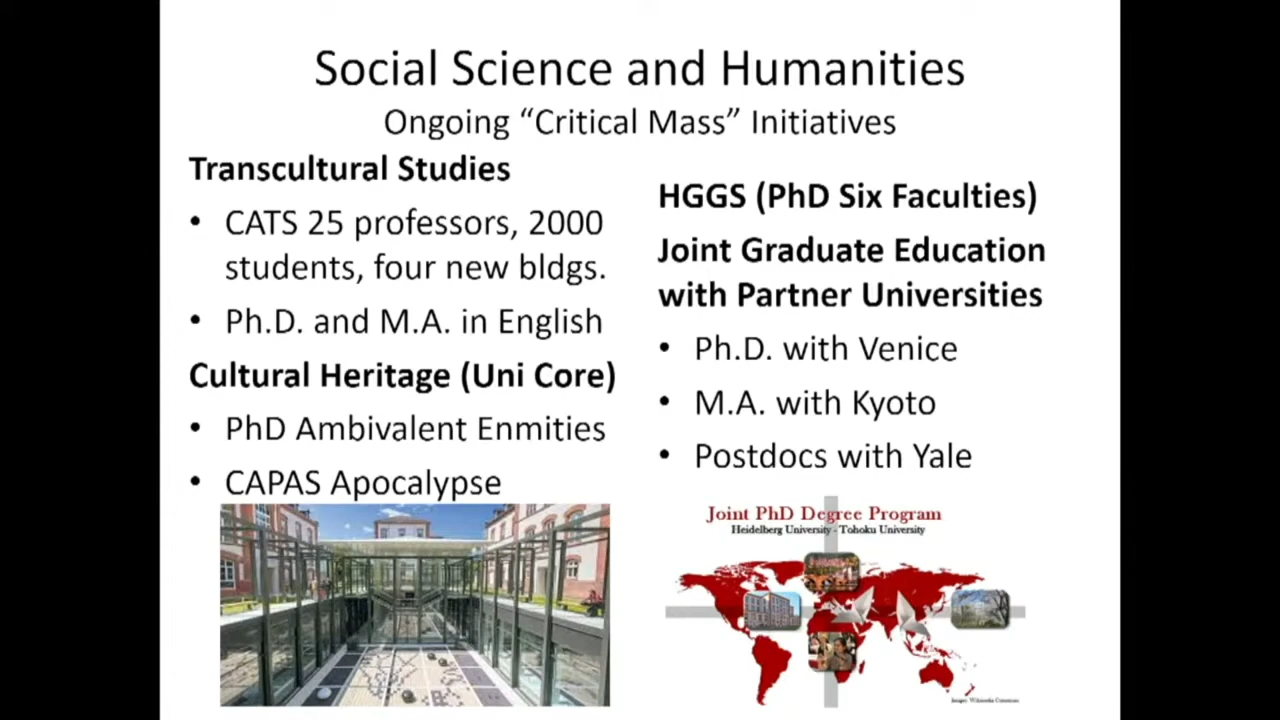 Social Science and Humanities
Ongoing “Critical Mass” Initiatives
Transcultural Studies
• CATS 25 professors, 2000
students, four new bldgs.
• Ph.D. and M.A. in English
Cultural Heritage (Uni Core)
• PhD Ambivalent Enmities
• CAPAS Apocalypse
HGGS (PhD Six Faculties)
Joint Graduate Education
with Partner Universities
• Ph.D. with Venice
• M.A. with Kyoto
• Postdocs with Yale
Joint PhD Degree Program
Heidelberg University - Tohoku University
Images: Wikimedia Commons